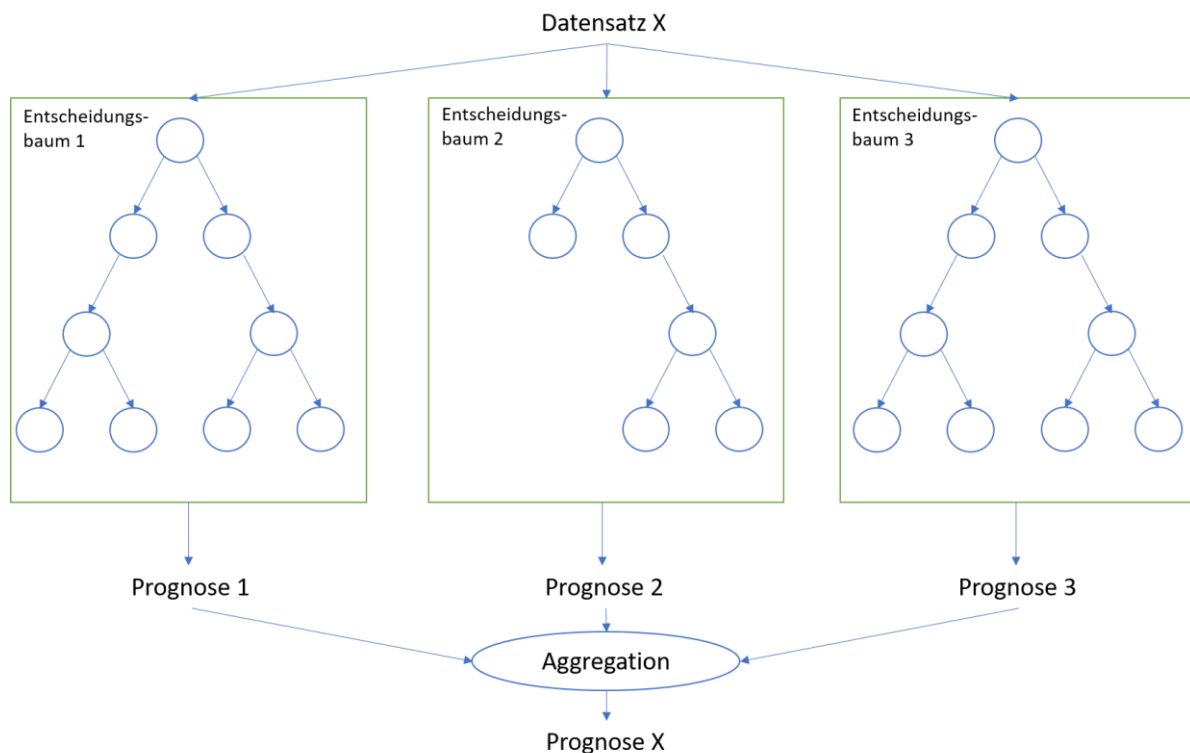 Datensatz X
Entscheidungs-
baum 1
Entscheidungs-
baum 2
Entscheidungs-
baum 3
Prognose 1
Prognose 2
Prognose 3
Aggregation
Prognose X